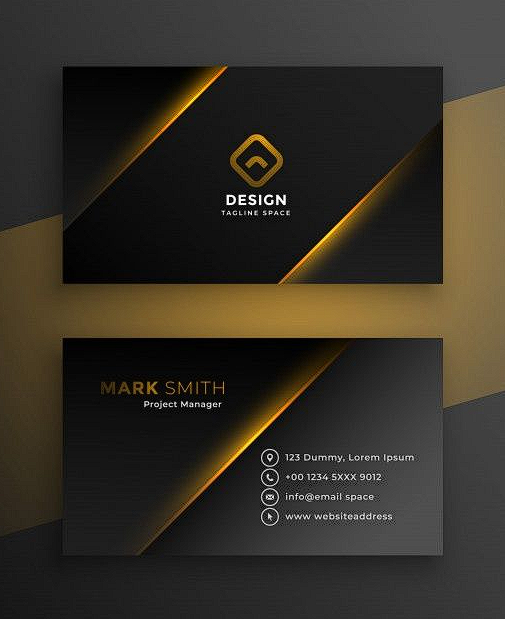 DESIGN
TAGLINE SPACE
MARK SMITH
Project Manager
123 Dummy, Lorem Ipsum
+00 1234 5XXX 9012
info@email space
www websiteaddress